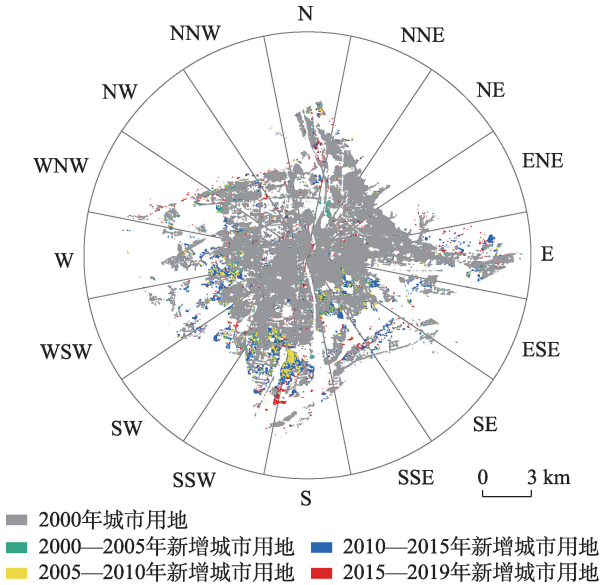 N
NNW
NNE
NW
NE
WNW
ENE
W
E
WSW
ESE
SW
SE
SSW
SSE
S
0 3 km
2000年城市用地
2000—2005年新增城市用地 2010—2015年新增城市用地
2005—2010年新增城市用地 2015—2019年新增城市用地